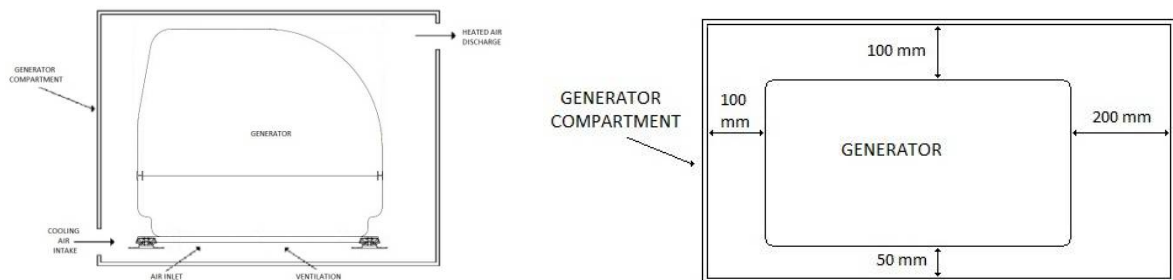 HEATED AIR
DISCHARGE
GENERATOR
COMPARTMENT
GENERATOR
COOLING
AIR
INTAKE
AIR INLET
VENTILATION
100 mm
GENERATOR
COMPARTMENT
100
mm
200 mm
GENERATOR
50 mm